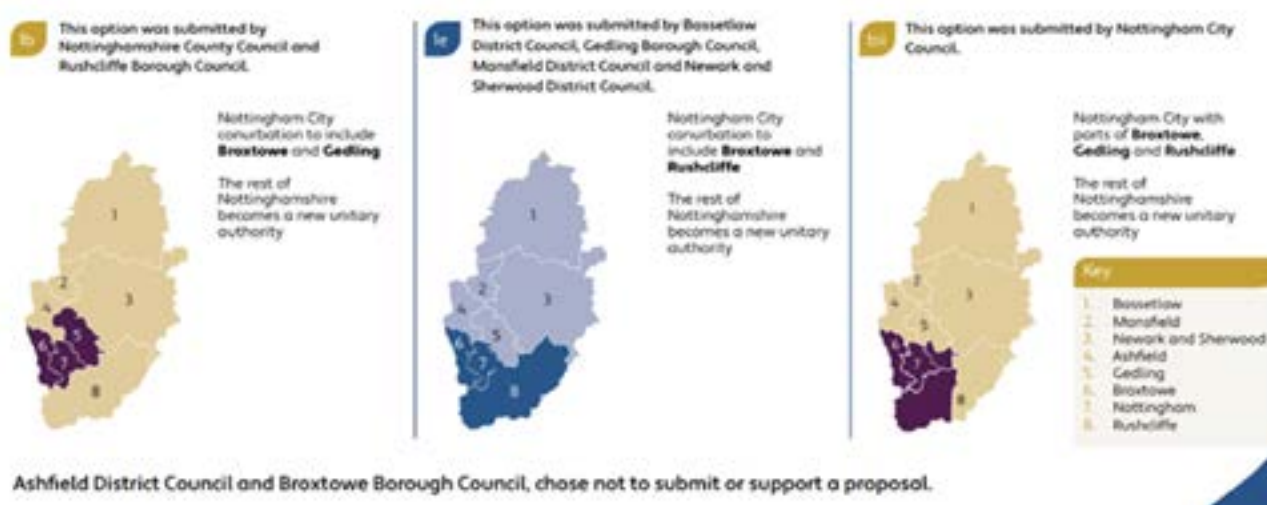 1b
This option was submitted by
Nottinghamshire County Council and
Rushcliffe Borough Council.
Nottingham City
conurbation to include
Broxtowe and Gedling
The rest of
Nottinghamshire
becomes a new unitary
authority
1
2
3
4
5
6
7
8
1e
This option was submitted by Bassetlaw
District Council, Gedling Borough Council,
Mansfield District Council and Newark and
Sherwood District Council.
Nottingham City
conurbation to
include Broxtowe and
Rushcliffe
The rest of
Nottinghamshire
becomes a new unitary
authority
1
2
3
4
5
6
7
8
bii
This option was submitted by Nottingham City
Council.
Nottingham City with
parts of Broxtowe,
Gedling and Rushcliffe
The rest of
Nottinghamshire
becomes a new unitary
authority
1
2
3
4
5
6
7
8
Key
1. Bassetlaw
2. Mansfield
3. Newark and Sherwood
4. Ashfield
5. Gedling
6. Broxtowe
7. Nottingham
8. Rushcliffe
Ashfield District Council and Broxtowe Borough Council, chose not to submit or support a proposal.